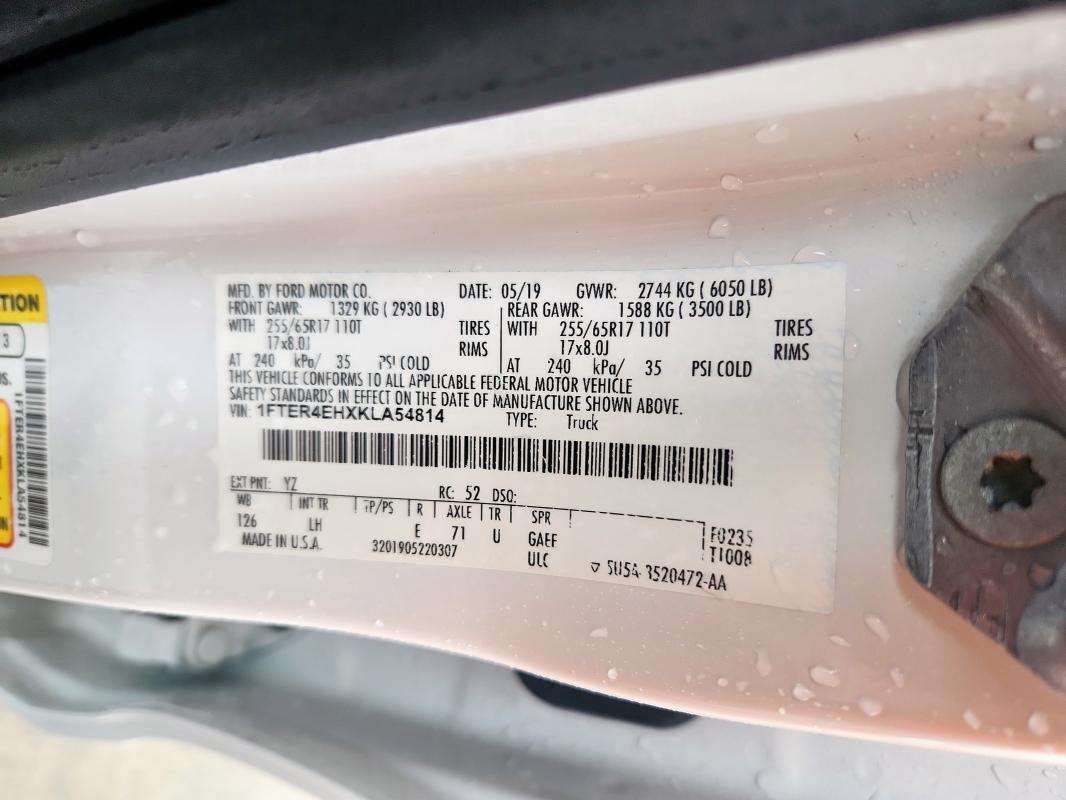 TION
3
1FTER4EHXKLA54814
MFD. BY FORD MOTOR CO. DATE: 05/19 GVWR: 2744 KG ( 6050 LB)
FRONT GAWR: 1329 KG ( 2930 LB) REAR GAWR: 1588 KG ( 3500 LB)
WITH 255/65R17 110T TIRES WITH 255/65R17 110T TIRES
17x8.0J RIMS 17x8.0J RIMS
AT 240 kPa/ 35 PSI COLD AT 240 kPa/ 35 PSI COLD
THIS VEHICLE CONFORMS TO ALL APPLICABLE FEDERAL MOTOR VEHICLE
SAFETY STANDARDS IN EFFECT ON THE DATE OF MANUFACTURE SHOWN ABOVE.
VIN: 1FTER4EHXKLA54814 TYPE: Truck
EXT PNT: YZ RC: 52 DSO:
WB INT TR TP/PS R AXLE TR SPR
126 LH E 71 U GAEF F0235
MADE IN U.S.A. 3201905220307 ULC T1008
5U5A-3520472-AA